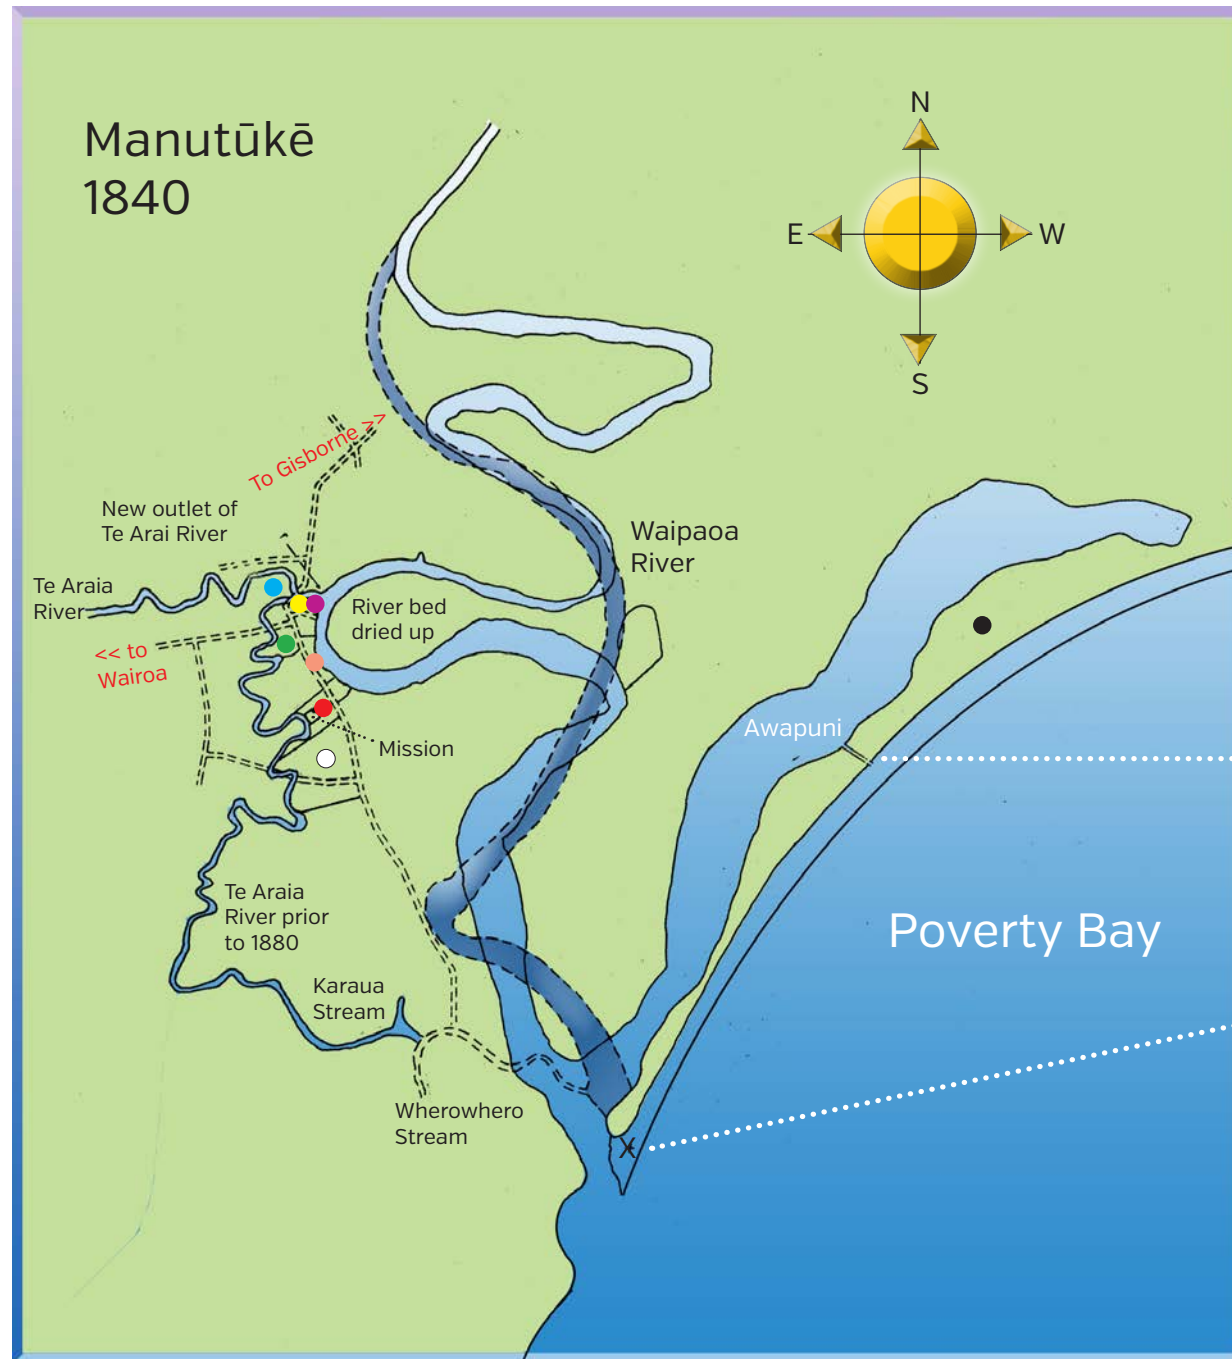 Manutūkē
1840
N
E
W
S
To Gisborne >>
New outlet of
Te Arai River
Te Araia
River
<< to
Wairoa
River bed
dried up
Waipaoa
River
Mission
Awapuni
Te Araia
River prior
to 1880
Karaua
Stream
Wherowhero
Stream
Poverty Bay
X